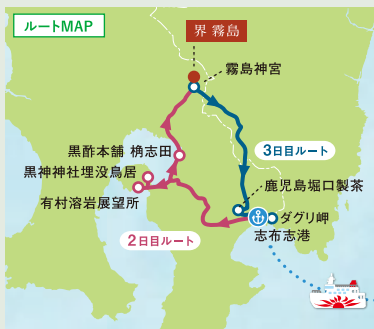 ルートMAP
界 霧島
霧島神宮
3日目ルート
黒酢本舗 桷志田
黒神神社埋没鳥居
有村溶岩展望所
鹿児島堀口製茶
ダグリ岬
志布志港
2日目ルート